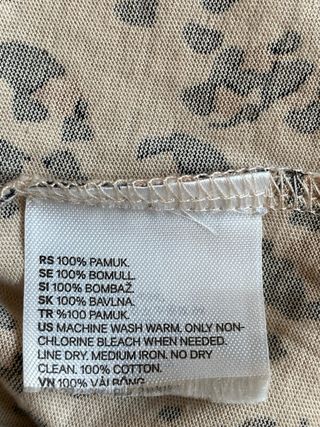 RS 100% PAMUK.
SE 100% BOMULL.
SI 100% BOMBAŽ.
SK 100% BAVLNA.
TR %100 PAMUK.
US MACHINE WASH WARM. ONLY NON-
CHLORINE BLEACH WHEN NEEDED.
LINE DRY. MEDIUM IRON. NO DRY
CLEAN. 100% COTTON.
VN 100% VẢI BÔNG.